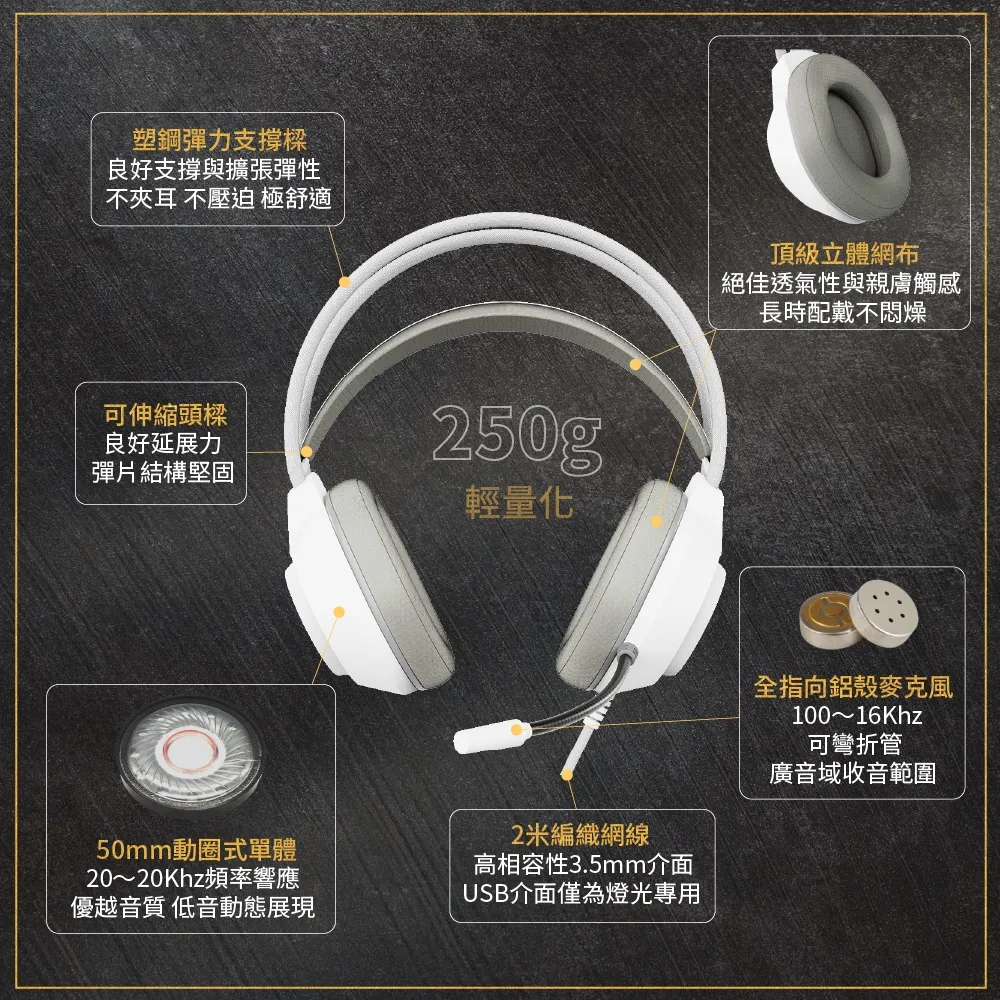 塑鋼彈力支撐樑
良好支撐與擴張彈性
不夾耳 不壓迫 極舒適
頂級立體網布
絕佳透氣性與親膚觸感
長時配戴不悶燥
可伸縮頭樑
良好延展力
彈片結構堅固
250g
輕量化
全指向鋁殼麥克風
100～16Khz
可彎折管
廣音域收音範圍
50mm動圈式單體
20～20Khz頻率響應
優越音質 低音動態展現
2米編織網線
高相容性3.5mm介面
USB介面僅為燈光專用